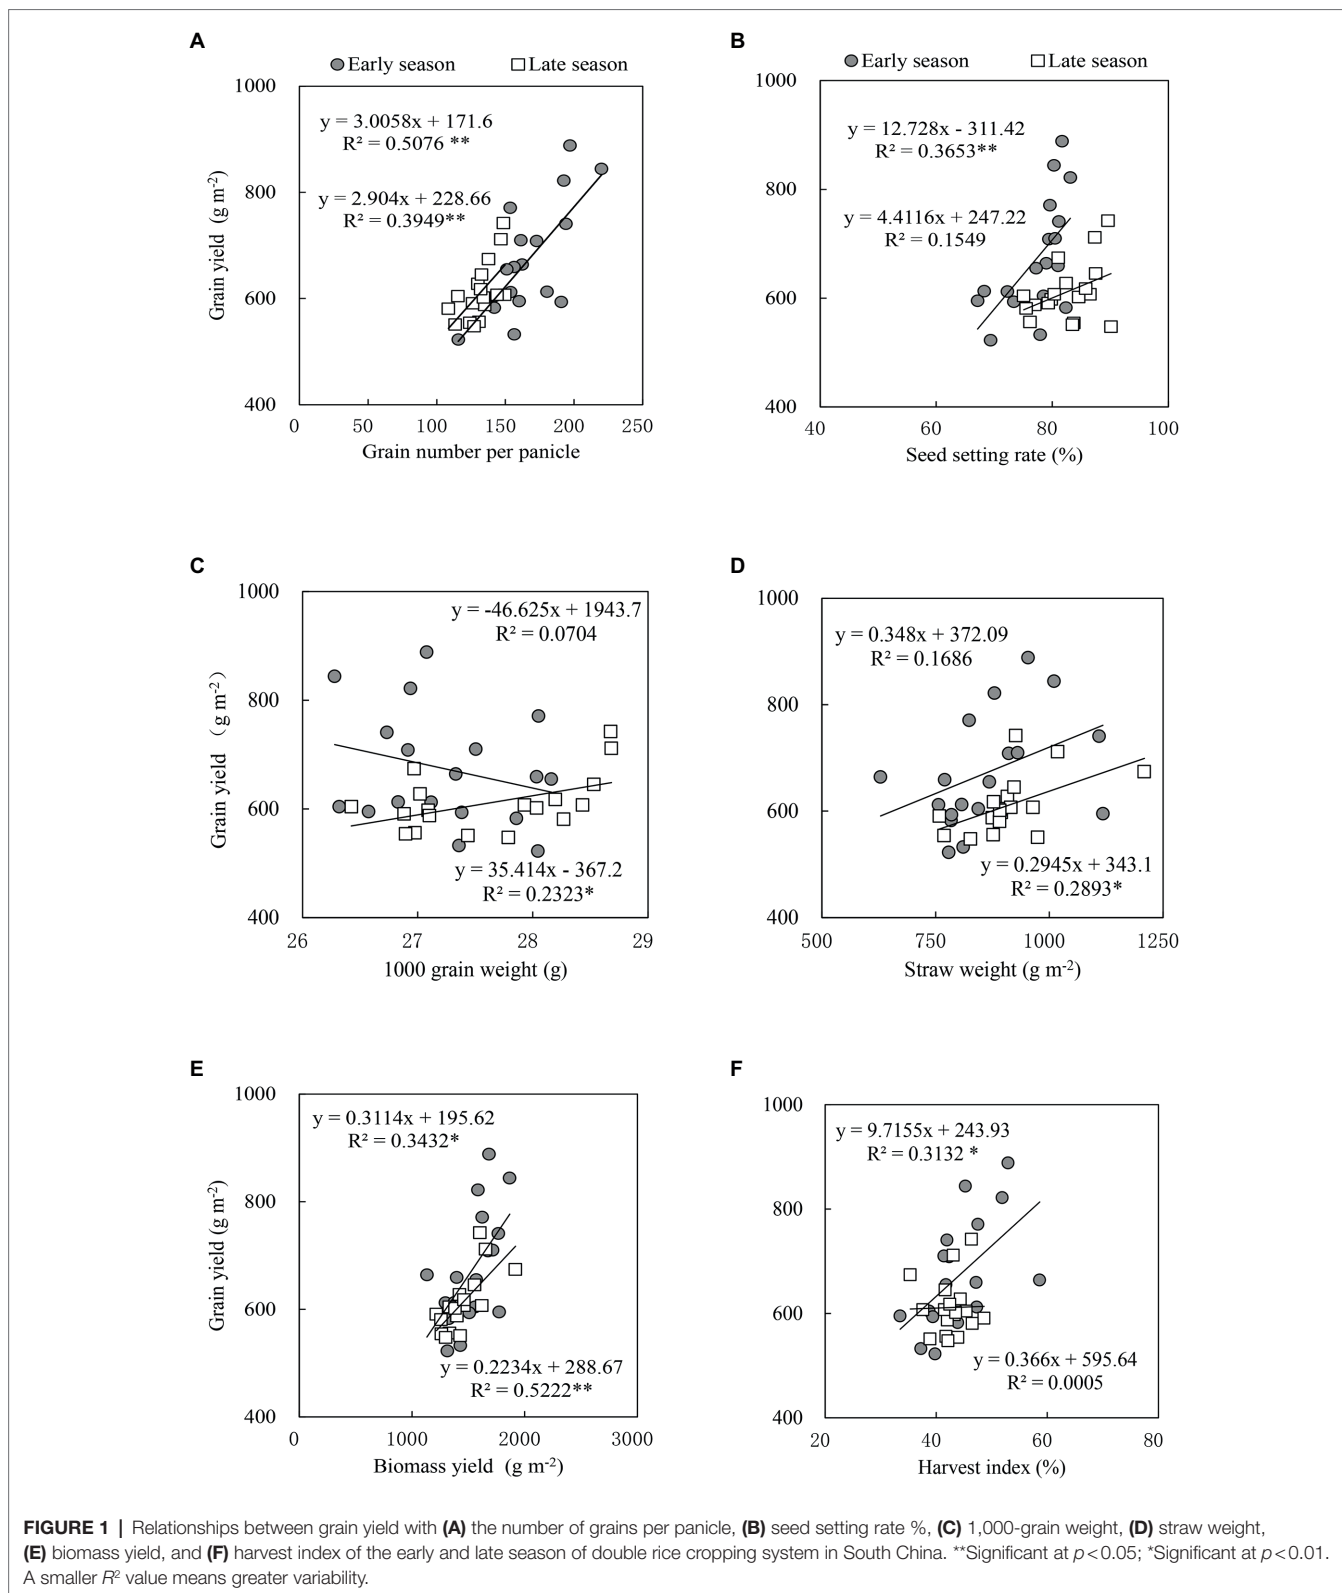 A
Early season Late season
1000
800
600
400
Grain yield (g m⁻²)
y = 3.0058x + 171.6
R² = 0.5076 **
y = 2.904x + 228.66
R² = 0.3949**
0 50 100 150 200 250
Grain number per panicle
B
Early season Late season
1000
800
600
400
y = 12.728x - 311.42
R² = 0.3653**
y = 4.4116x + 247.22
R² = 0.1549
40 60 80 100
Seed setting rate (%)
C
1000
800
600
400
Grain yield (g m⁻²)
y = -46.625x + 1943.7
R² = 0.0704
y = 35.414x - 367.2
R² = 0.2323*
26 27 28 29
1000 grain weight (g)
D
1000
800
600
400
y = 0.348x + 372.09
R² = 0.1686
y = 0.2945x + 343.1
R² = 0.2893*
500 750 1000 1250
Straw weight (g m⁻²)
E
1000
800
600
400
Grain yield (g m⁻²)
y = 0.3114x + 195.62
R² = 0.3432*
y = 0.2234x + 288.67
R² = 0.5222**
0 1000 2000 3000
Biomass yield (g m⁻²)
F
1000
800
600
400
y = 9.7155x + 243.93
R² = 0.3132 *
y = 0.366x + 595.64
R² = 0.0005
20 40 60 80
Harvest index (%)
FIGURE 1 | Relationships between grain yield with (A) the number of grains per panicle, (B) seed setting rate %, (C) 1,000-grain weight, (D) straw weight,
(E) biomass yield, and (F) harvest index of the early and late season of double rice cropping system in South China. **Significant at p < 0.05; *Significant at p < 0.01.
A smaller R² value means greater variability.